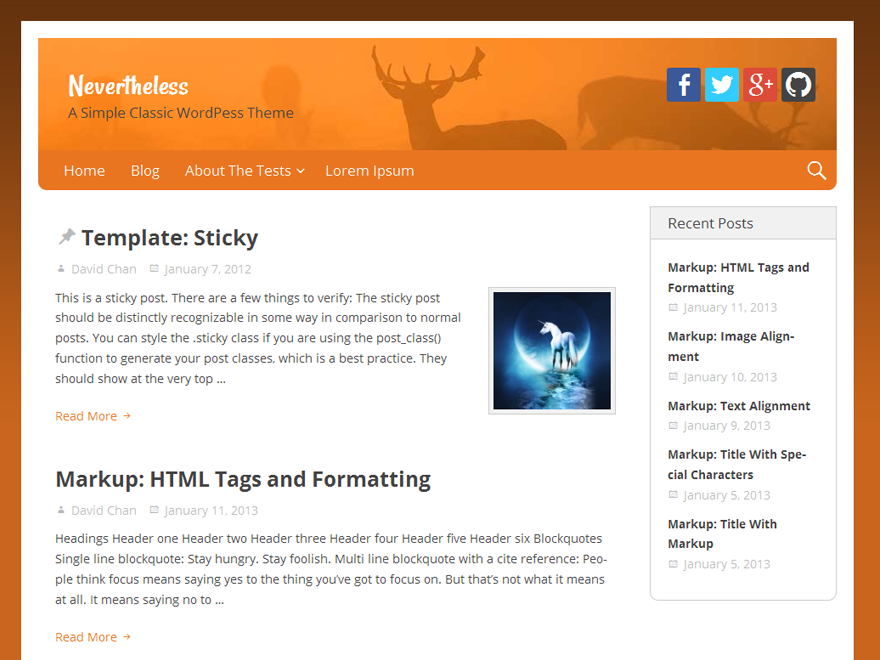 Nevertheless
A Simple Classic WordPess Theme
Home Blog About The Tests Lorem Ipsum
Template: Sticky
David Chan January 7, 2012
This is a sticky post. There are a few things to verify: The sticky post
should be distinctly recognizable in some way in comparison to normal
posts. You can style the .sticky class if you are using the post_class()
function to generate your post classes, which is a best practice. They
should show at the very top ...
Read More →
Markup: HTML Tags and Formatting
David Chan January 11, 2013
Headings Header one Header two Header three Header four Header five Header six Blockquotes
Single line blockquote: Stay hungry. Stay foolish. Multi line blockquote with a cite reference: Peo-
ple think focus means saying yes to the thing you've got to focus on. But that's not what it means
at all. It means saying no to ...
Read More →
Recent Posts
Markup: HTML Tags and
Formatting
January 11, 2013
Markup: Image Align-
ment
January 10, 2013
Markup: Text Alignment
January 9, 2013
Markup: Title With Spe-
cial Characters
January 5, 2013
Markup: Title With
Markup
January 5, 2013